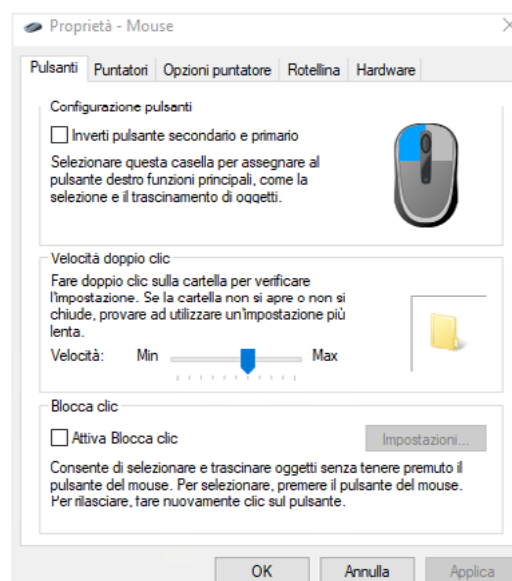 Proprietà - Mouse
Pulsanti Puntatori Opzioni puntatore Rotellina Hardware
Configurazione pulsanti
Inverti pulsante secondario e primario
Selezionare questa casella per assegnare al
pulsante destro funzioni principali, come la
selezione e il trascinamento di oggetti.
Velocità doppio clic
Fare doppio clic sulla cartella per verificare
l'impostazione. Se la cartella non si apre o non si
chiude, provare ad utilizzare un'impostazione più
lenta.
Velocità: Min Max
Blocca clic
Attiva Blocca clic
Impostazioni...
Consente di selezionare e trascinare oggetti senza tenere premuto il
pulsante del mouse. Per selezionare, premere il pulsante del mouse.
Per rilasciare, fare nuovamente clic sul pulsante.
OK Annulla Applica